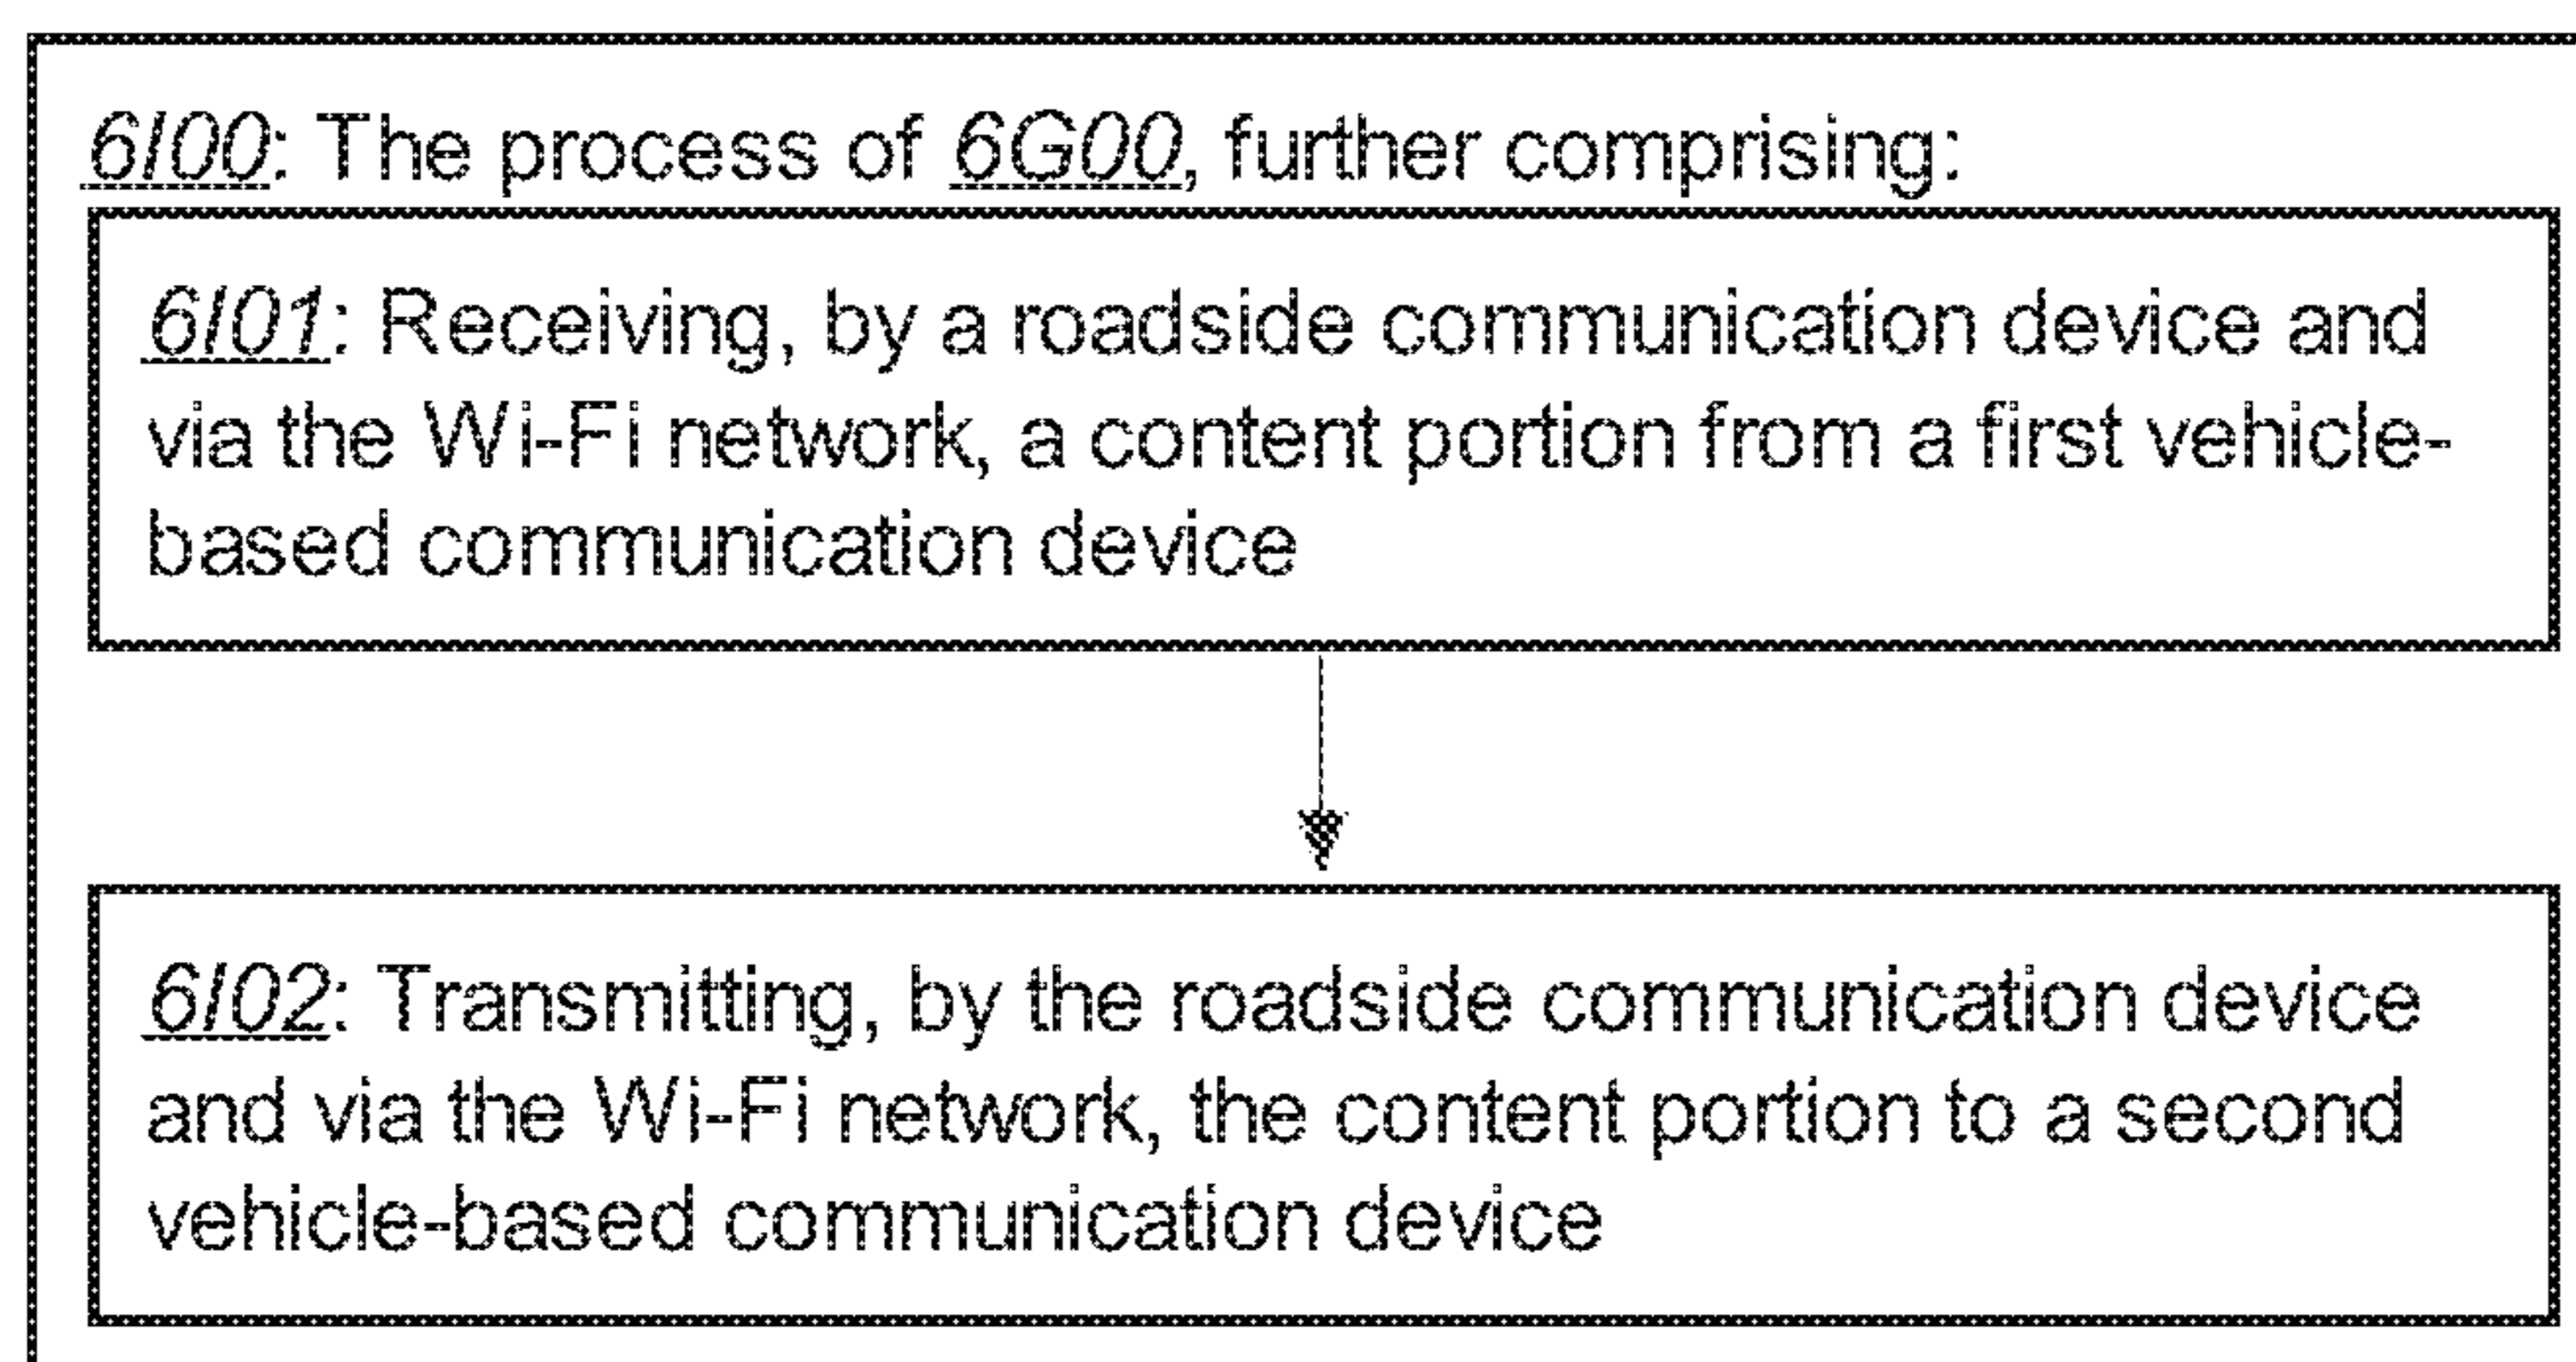 6I00: The process of 6G00, further comprising:
6I01: Receiving, by a roadside communication device and
via the Wi-Fi network, a content portion from a first vehicle-
based communication device
6I02: Transmitting, by the roadside communication device
and via the Wi-Fi network, the content portion to a second
vehicle-based communication device